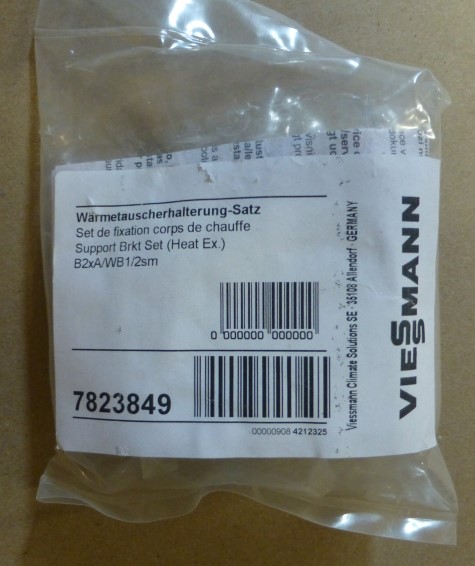 Wärmetauscherhalterung-Satz
Set de fixation corps de chauffe
Support Brkt Set (Heat Ex.)
B2xA/WB1/2sm
0 000000 000000
7823849
00000908 4212325
Viessmann Climate Solutions SE · 35108 Allendorf · GERMANY
VIESSMANN